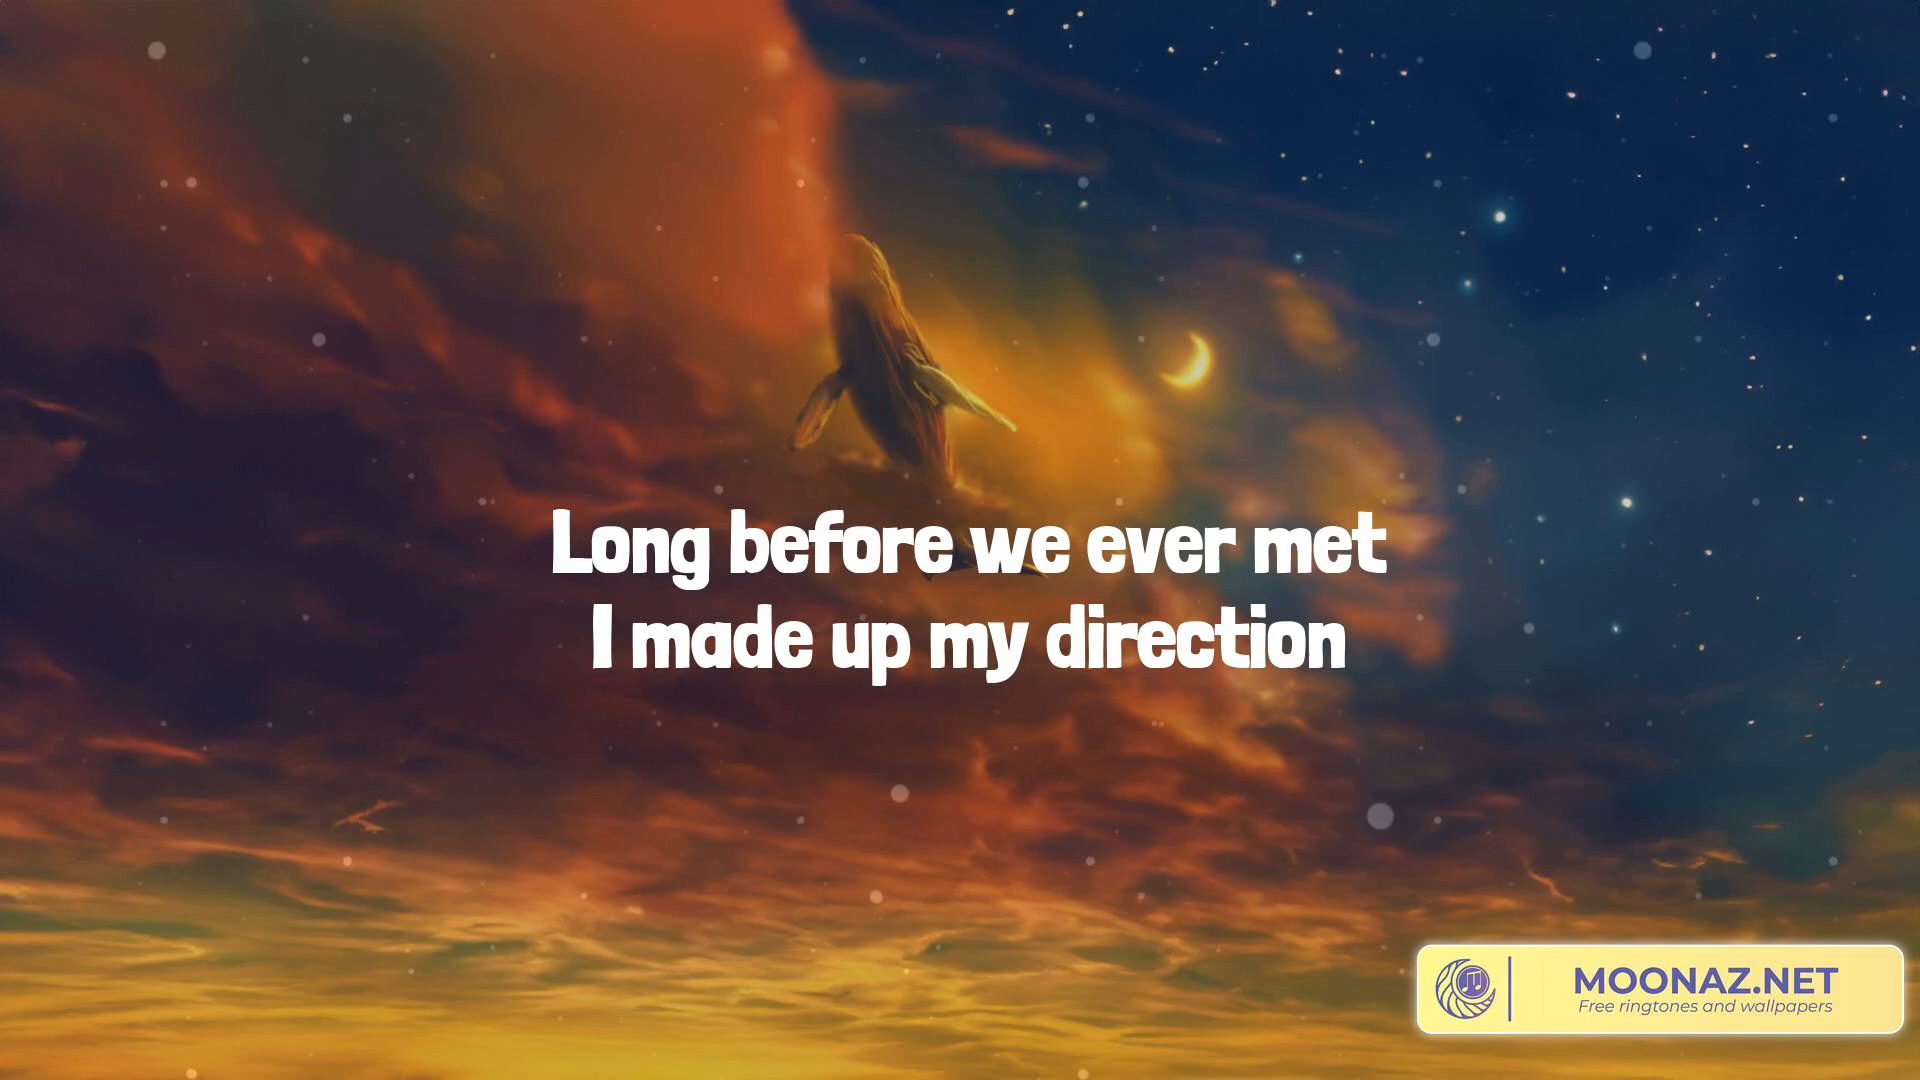 Long before we ever met
I made up my direction
MOONAZ.NET
Free ringtones and wallpapers